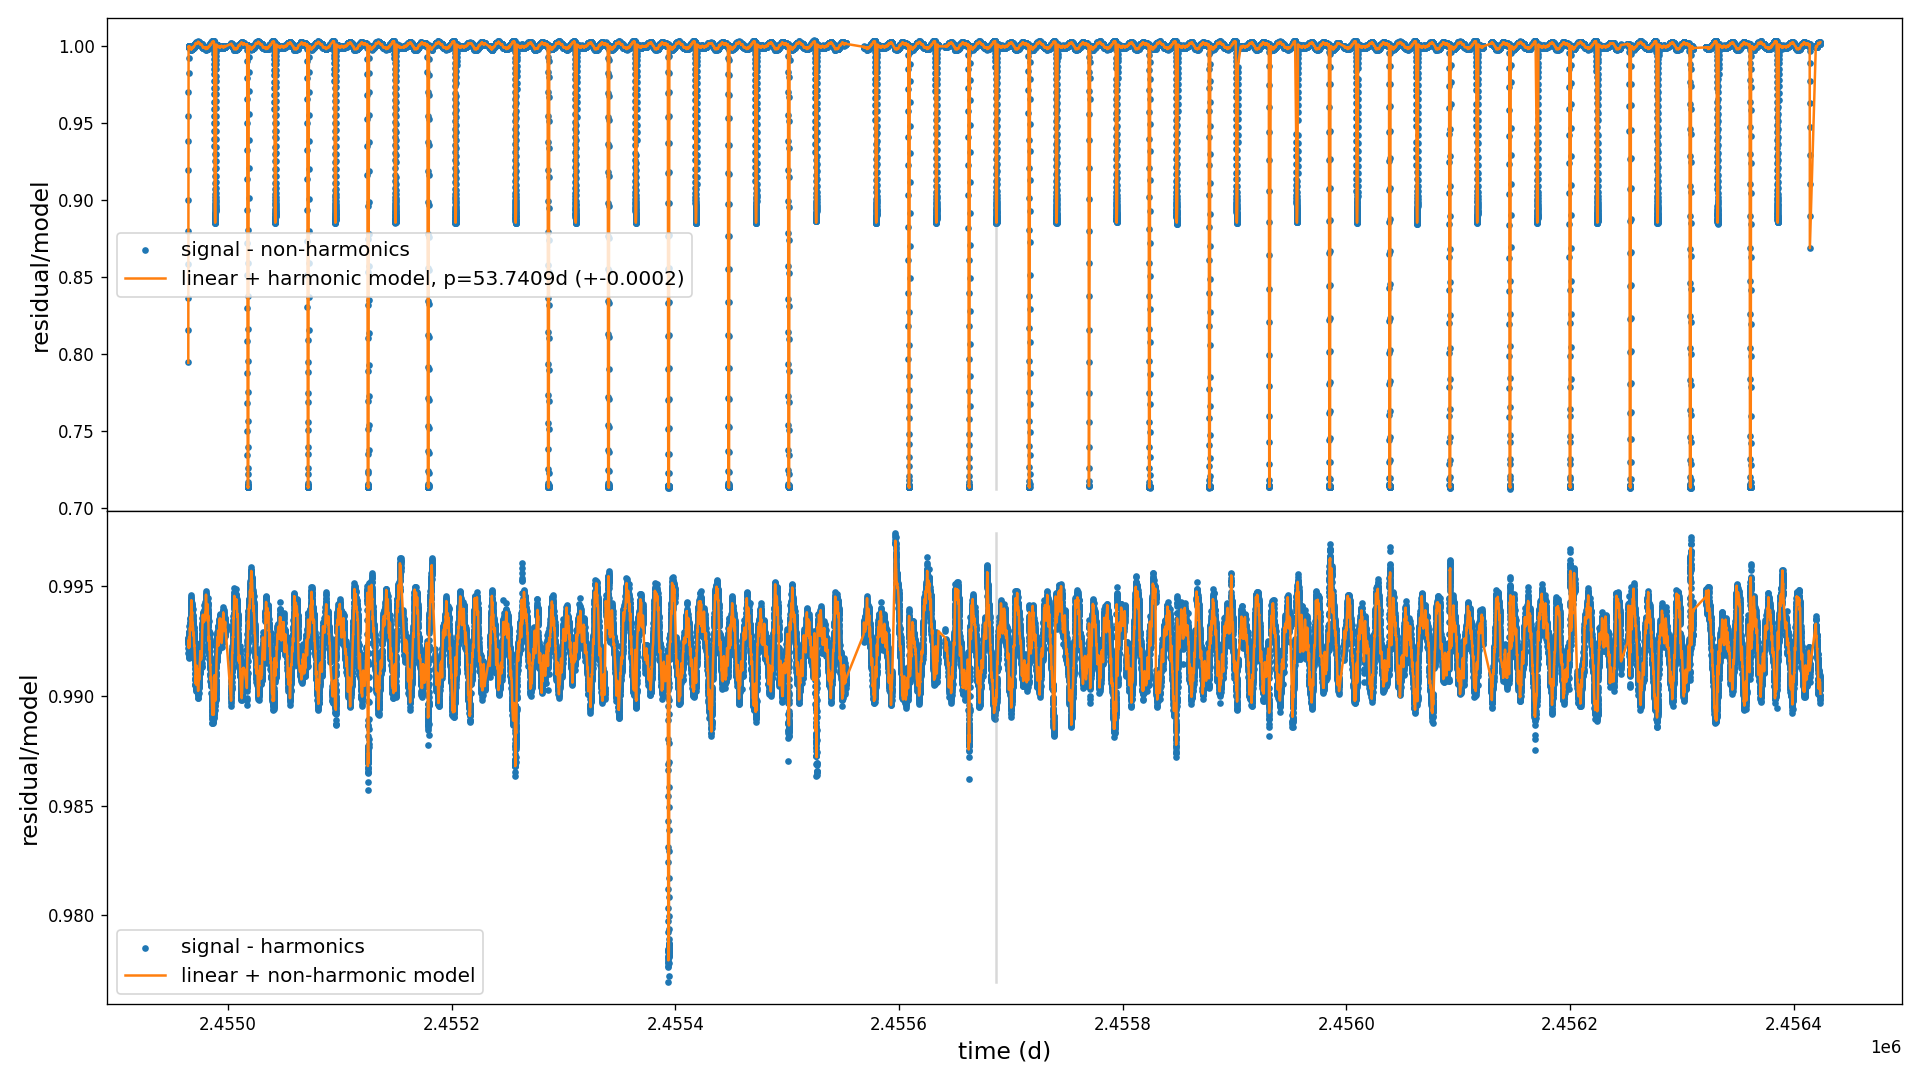 1.00
0.95
0.90
0.85
0.80
0.75
0.70
residual/model
signal - non-harmonics
linear + harmonic model, p=53.7409d (+-0.0002)
0.995
0.990
0.985
0.980
residual/model
signal - harmonics
linear + non-harmonic model
2.4550 2.4552 2.4554 2.4556 2.4558 2.4560 2.4562 2.4564
time (d)
1e6